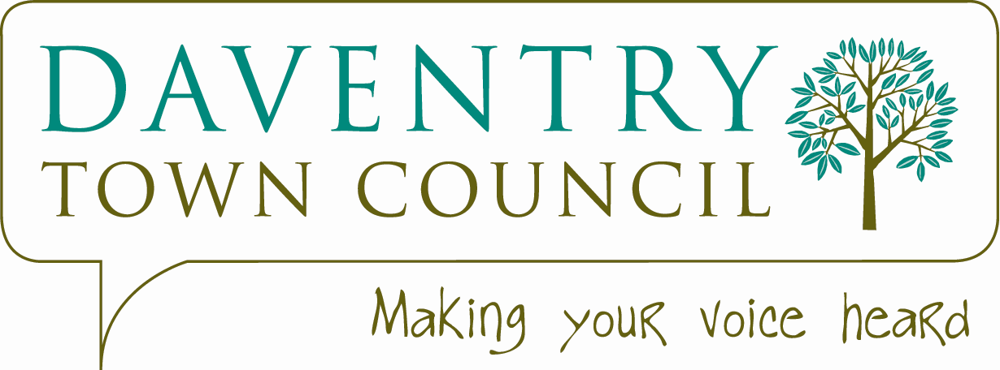 DAVENTRY
TOWN COUNCIL
Making your voice heard